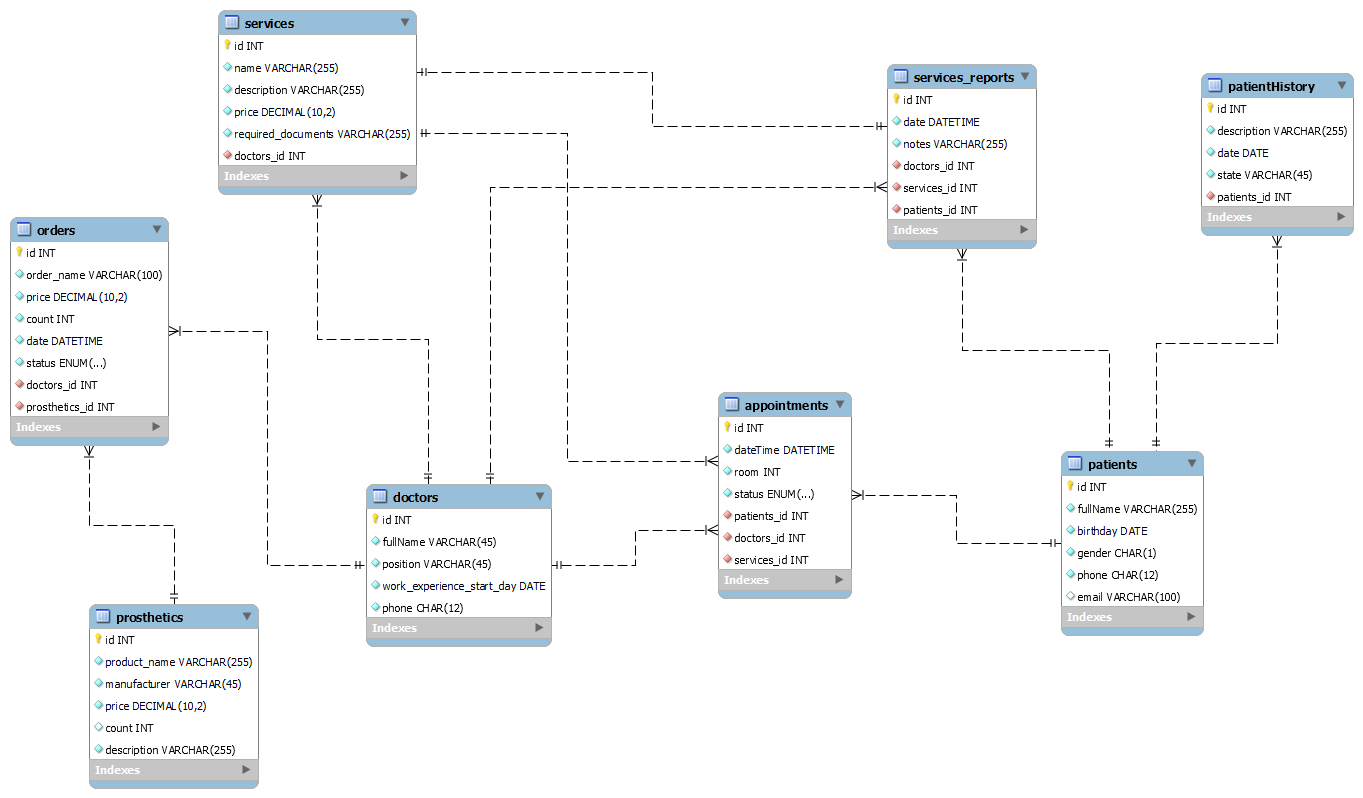 services
id INT
name VARCHAR(255)
description VARCHAR(255)
price DECIMAL(10,2)
required_documents VARCHAR(255)
doctors_id INT
Indexes
services_reports
id INT
date DATETIME
notes VARCHAR(255)
doctors_id INT
services_id INT
patients_id INT
Indexes
patientHistory
id INT
description VARCHAR(255)
date DATE
state VARCHAR(45)
patients_id INT
Indexes
orders
id INT
order_name VARCHAR(100)
price DECIMAL(10,2)
count INT
date DATETIME
status ENUM(...)
doctors_id INT
prosthetics_id INT
Indexes
appointments
id INT
dateTime DATETIME
room INT
status ENUM(...)
patients_id INT
doctors_id INT
services_id INT
Indexes
patients
id INT
fullName VARCHAR(255)
birthday DATE
gender CHAR(1)
phone CHAR(12)
email VARCHAR(100)
Indexes
doctors
id INT
fullName VARCHAR(45)
position VARCHAR(45)
work_experience_start_day DATE
phone CHAR(12)
Indexes
prosthetics
id INT
product_name VARCHAR(255)
manufacturer VARCHAR(45)
price DECIMAL(10,2)
count INT
description VARCHAR(255)
Indexes